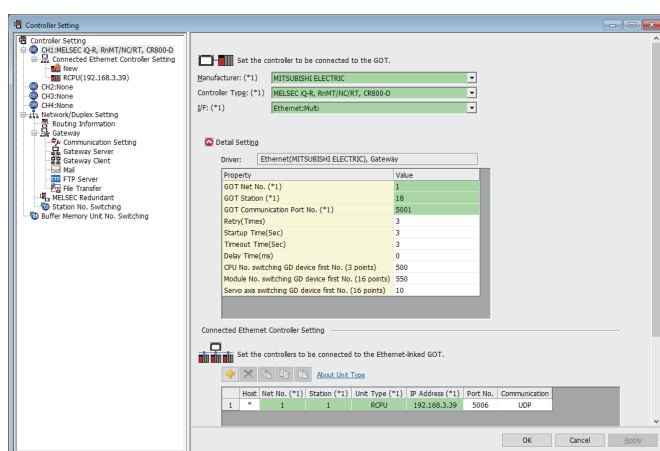 Controller Setting
Controller Setting
CH1:MELSEC iQ-R, RnMT/NC/RT, CR800-D
Connected Ethernet Controller Setting
New
RCPU(192.168.3.39)
CH2:None
CH3:None
CH4:None
Network/Duplex Setting
Routing Information
Gateway
Communication Setting
Gateway Server
Gateway Client
Mail
FTP Server
File Transfer
MELSEC Redundant
Station No. Switching
Buffer Memory Unit No. Switching
Set the controller to be connected to the GOT.
Manufacturer: (*1) MITSUBISHI ELECTRIC
Controller Type: (*1) MELSEC iQ-R, RnMT/NC/RT, CR800-D
I/F: (*1) Ethernet:Multi
Detail Setting
Driver: Ethernet(MITSUBISHI ELECTRIC), Gateway
Property Value
GOT Net No. (*1) 1
GOT Station (*1) 18
GOT Communication Port No. (*1) 5001
Retry(Times) 3
Startup Time(Sec) 3
Timeout Time(Sec) 3
Delay Time(ms) 0
CPU No. switching GD device first No. (3 points) 500
Module No. switching GD device first No. (16 points) 550
Servo axis switching GD device first No. (16 points) 10
Connected Ethernet Controller Setting
Set the controllers to be connected to the Ethernet-linked GOT.
About Unit Type
Host Net No. (*1) Station (*1) Unit Type (*1) IP Address (*1) Port No. Communication
1 * 1 1 RCPU 192.168.3.39 5006 UDP
OK Cancel Apply